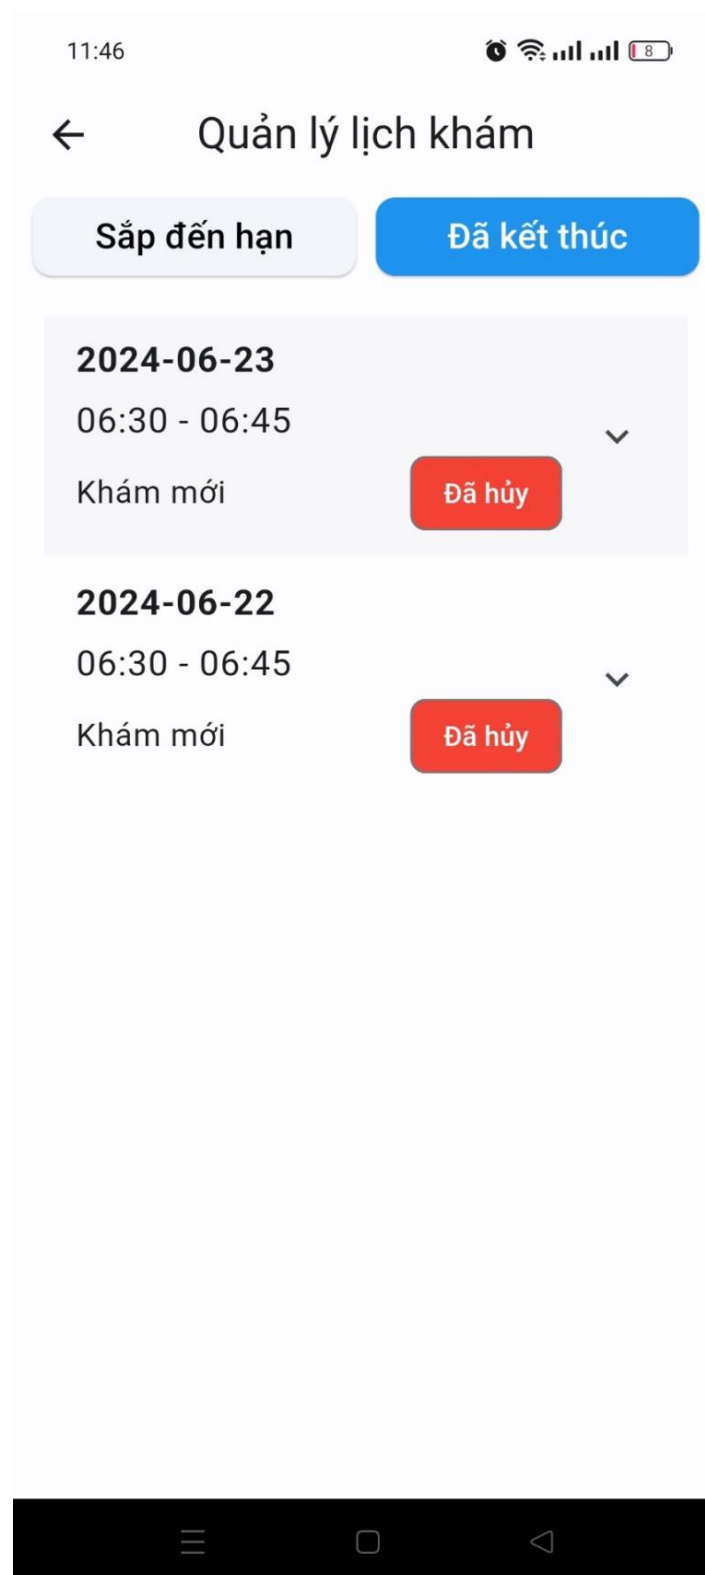 11:46
8
Quản lý lịch khám
Sắp đến hạn
Đã kết thúc
2024-06-23
06:30 - 06:45
Khám mới
Đã hủy
2024-06-22
06:30 - 06:45
Khám mới
Đã hủy